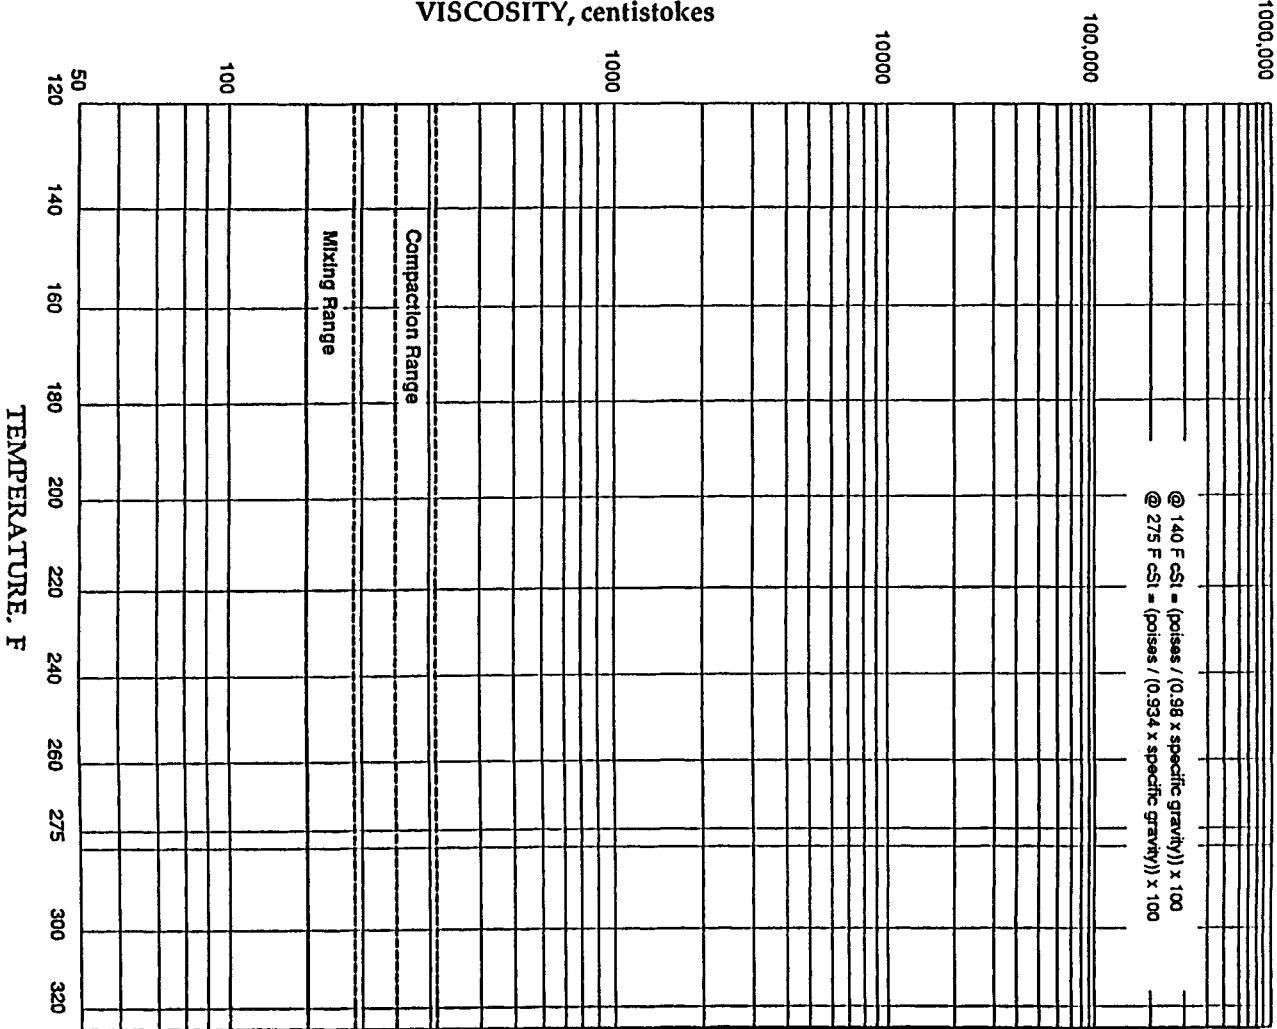 VISCOSITY, centistokes
1000,000
100,000
10000
1000
100
50
@ 140 F cSt = (poises / (0.98 x specific gravity)) x 100
@ 275 F cSt = (poises / (0.934 x specific gravity)) x 100
Compaction Range
Mixing Range
120
140
160
180
200
220
240
260
275
300
320
TEMPERATURE, F